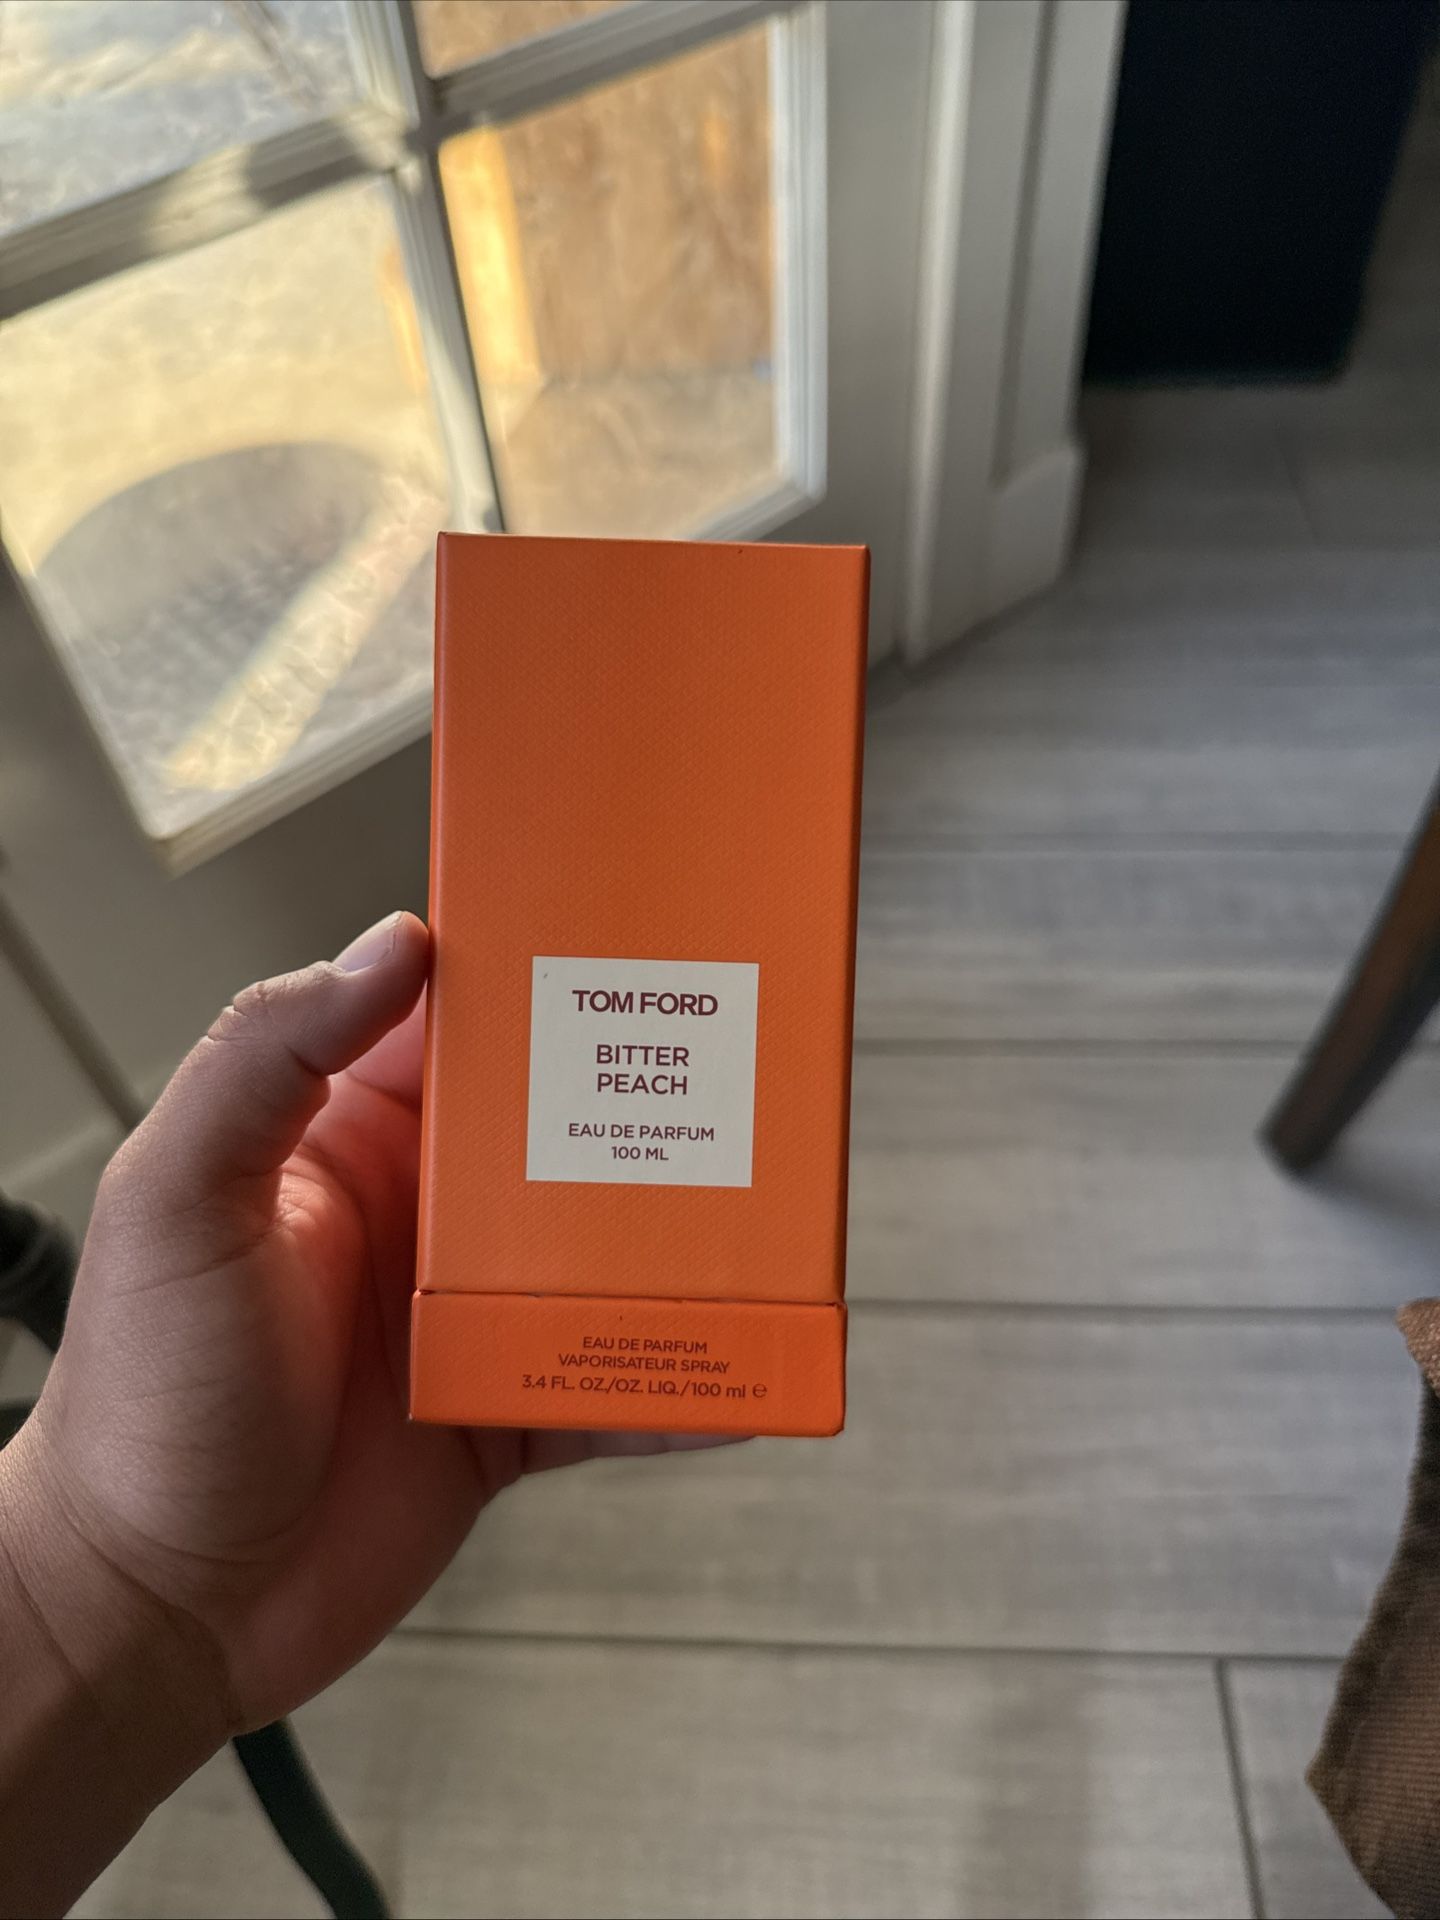 TOM FORD
BITTER
PEACH
EAU DE PARFUM
100 ML
EAU DE PARFUM
VAPORISATEUR SPRAY
3.4 FL. OZ./OZ. LIQ./100 ml ℮